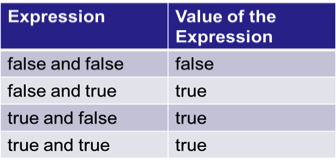 Expression Value of the
Expression
false and false false
false and true true
true and false true
true and true true